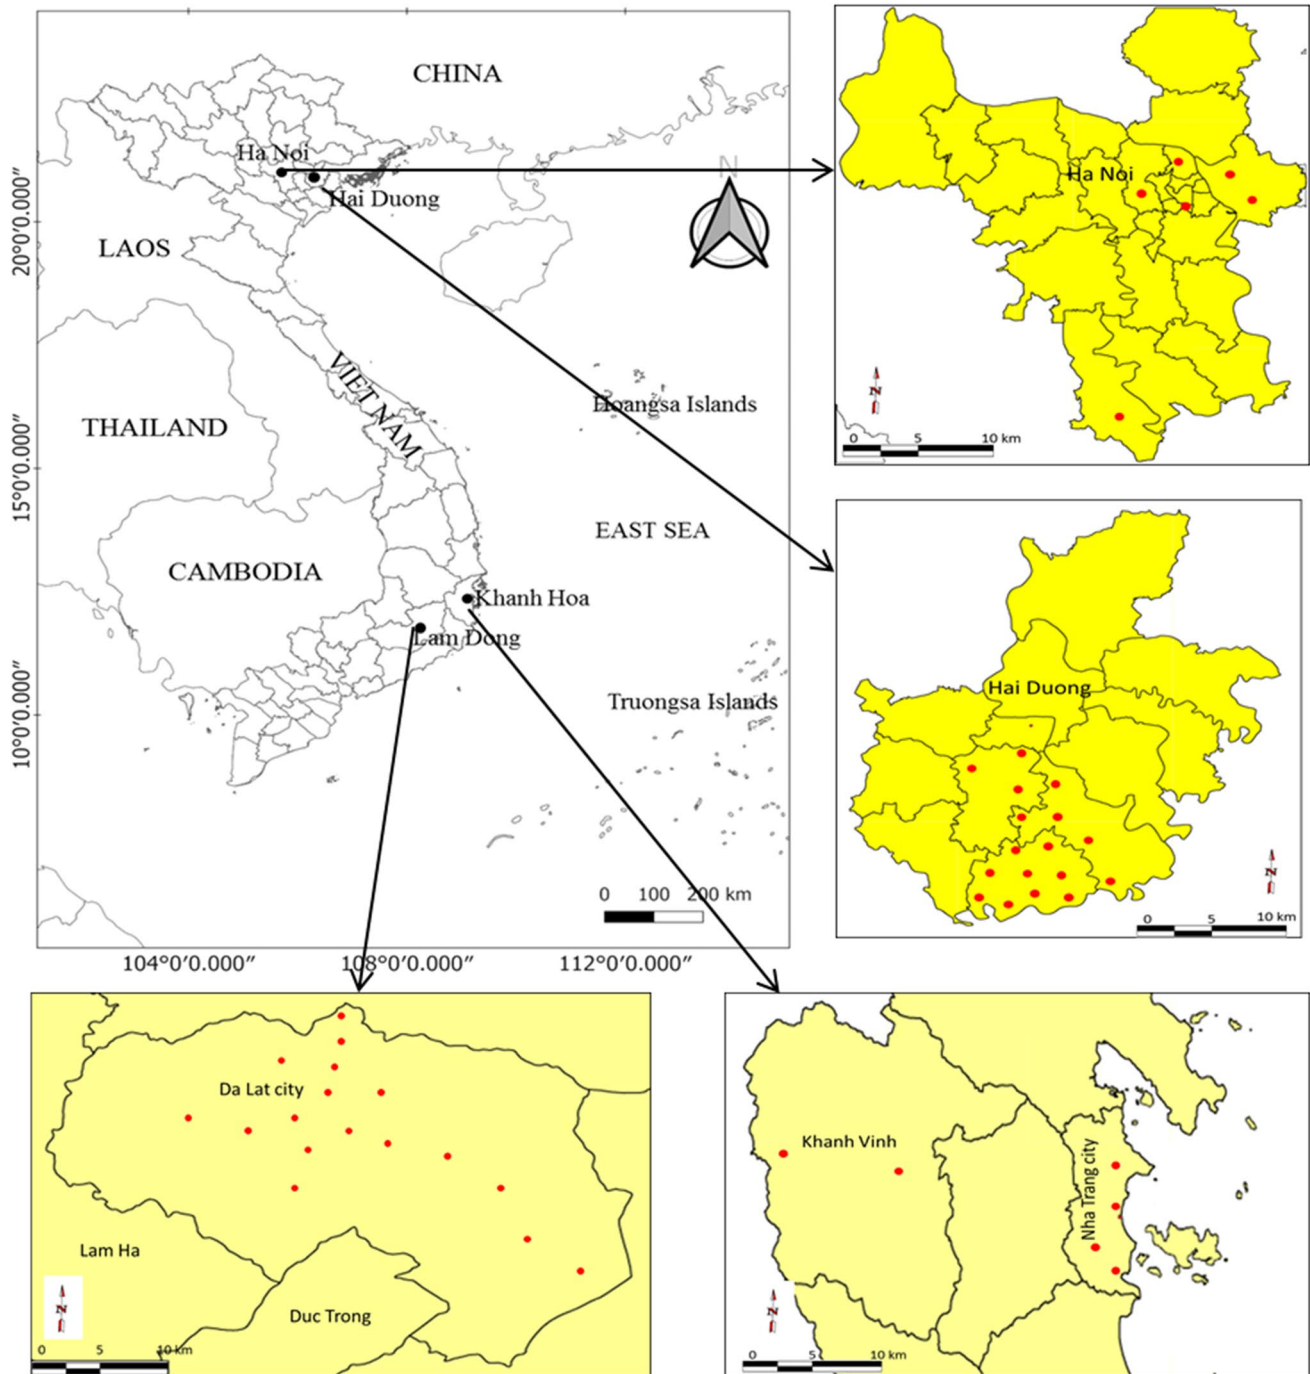 CHINA
N
Ha Noi
Hai Duong
LAOS
VIET NAM
Hoangsa Islands
THAILAND
EAST SEA
CAMBODIA
Khanh Hoa
Lam Dong
Truongsa Islands
0 100 200 km
20°0'0.000"
15°0'0.000"
10°0'0.000"
104°0'0.000" 108°0'0.000" 112°0'0.000"
Ha Noi
N
0 5 10 km
Hai Duong
N
0 5 10 km
Da Lat city
Lam Ha
Duc Trong
N
0 5 10 km
Khanh Vinh
Nha Trang city
N
0 5 10 km